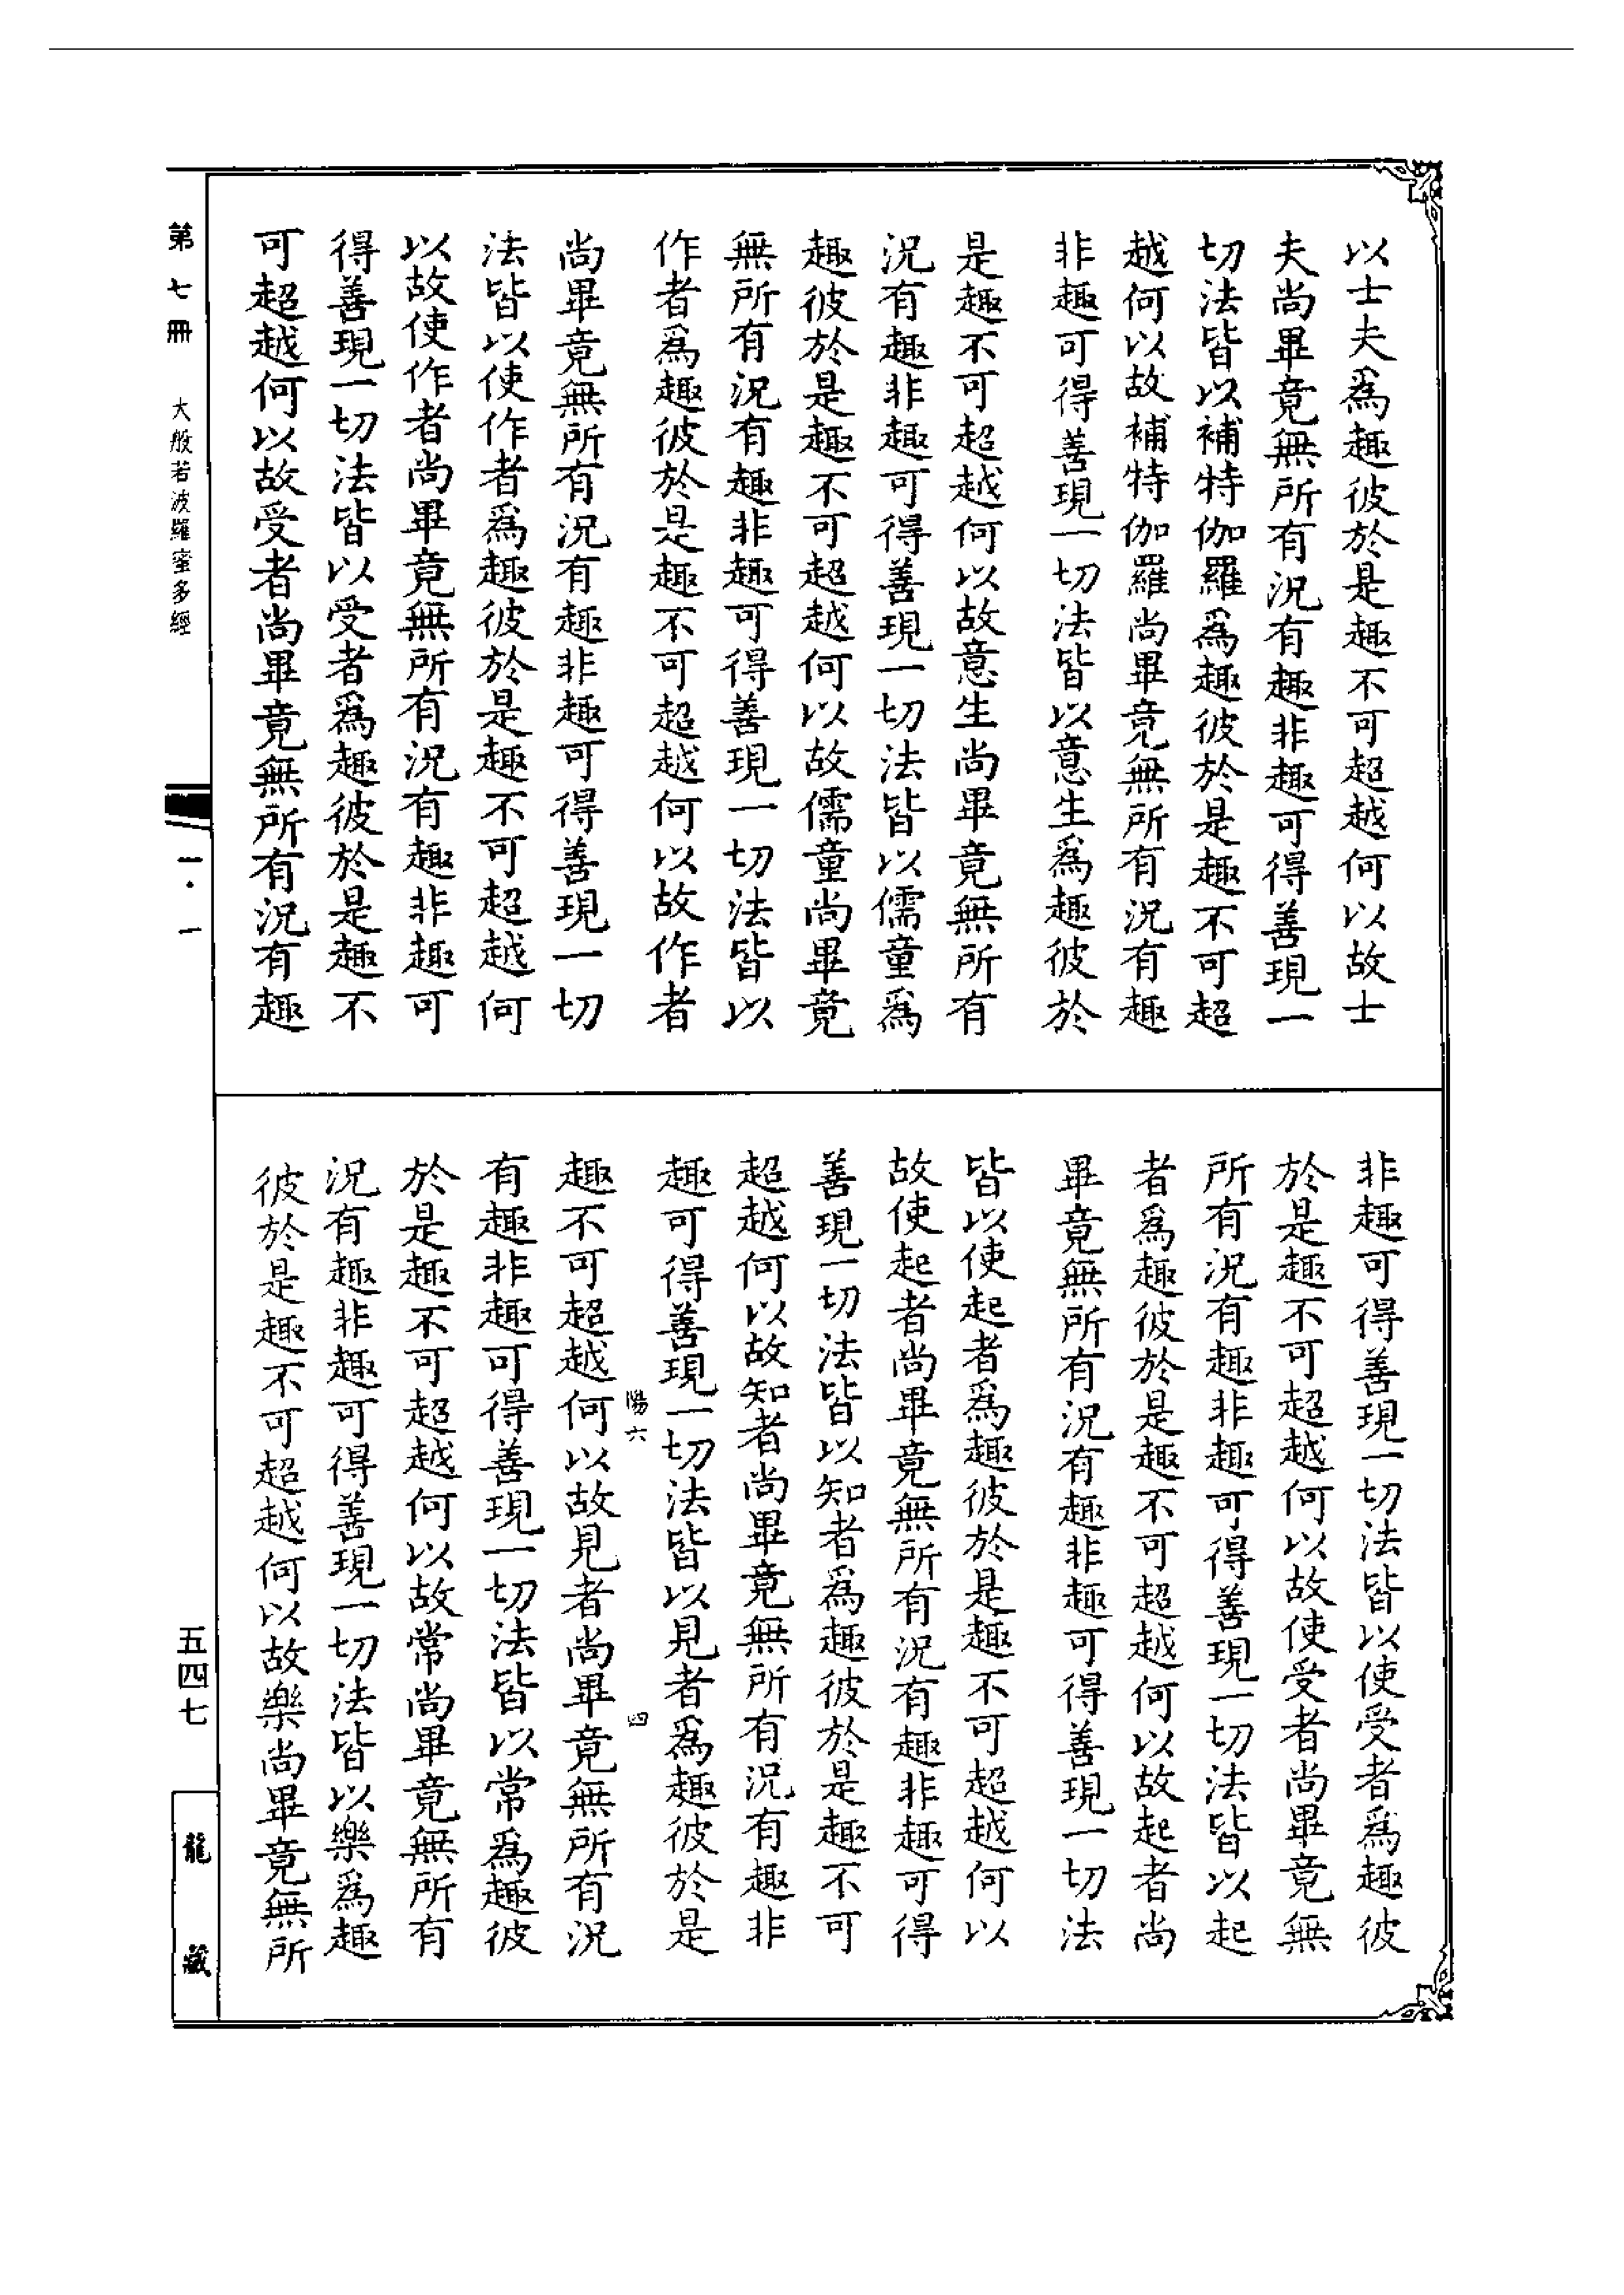 以士夫爲趣彼於是趣不可超越何以故士
夫尚畢竟無所有況有趣非趣可得善現一
切法皆以補特伽羅爲趣彼於是趣不可超
越何以故補特伽羅尚畢竟無所有況有趣
非趣可得善現一切法皆以意生爲趣彼於
是趣不可超越何以故意生尚畢竟無所有
況有趣非趣可得善現一切法皆以儒童爲
趣彼於是趣不可超越何以故儒童尚畢竟
無所有況有趣非趣可得善現一切法皆以
作者爲趣彼於是趣不可超越何以故作者
尚畢竟無所有況有趣非趣可得善現一切
法皆以使作者爲趣彼於是趣不可超越何
以故使作者尚畢竟無所有況有趣非趣可
得善現一切法皆以受者爲趣彼於是趣不
可超越何以故受者尚畢竟無所有況有趣
非趣可得善現一切法皆以使受者爲趣彼
於是趣不可超越何以故使受者尚畢竟無
所有況有趣非趣可得善現一切法皆以起
者爲趣彼於是趣不可超越何以故起者尚
畢竟無所有況有趣非趣可得善現一切法
皆以使起者爲趣彼於是趣不可超越何以
故使起者尚畢竟無所有況有趣非趣可得
善現一切法皆以知者爲趣彼於是趣不可
超越何以故知者尚畢竟無所有況有趣非
趣可得善現一切法皆以見者爲趣彼於是
陽六 四
趣不可超越何以故見者尚畢竟無所有況
有趣非趣可得善現一切法皆以常爲趣彼
於是趣不可超越何以故常尚畢竟無所有
況有趣非趣可得善現一切法皆以樂爲趣
彼於是趣不可超越何以故樂尚畢竟無所
第七冊 大般若波羅蜜多經
一·一
五四七
龍藏